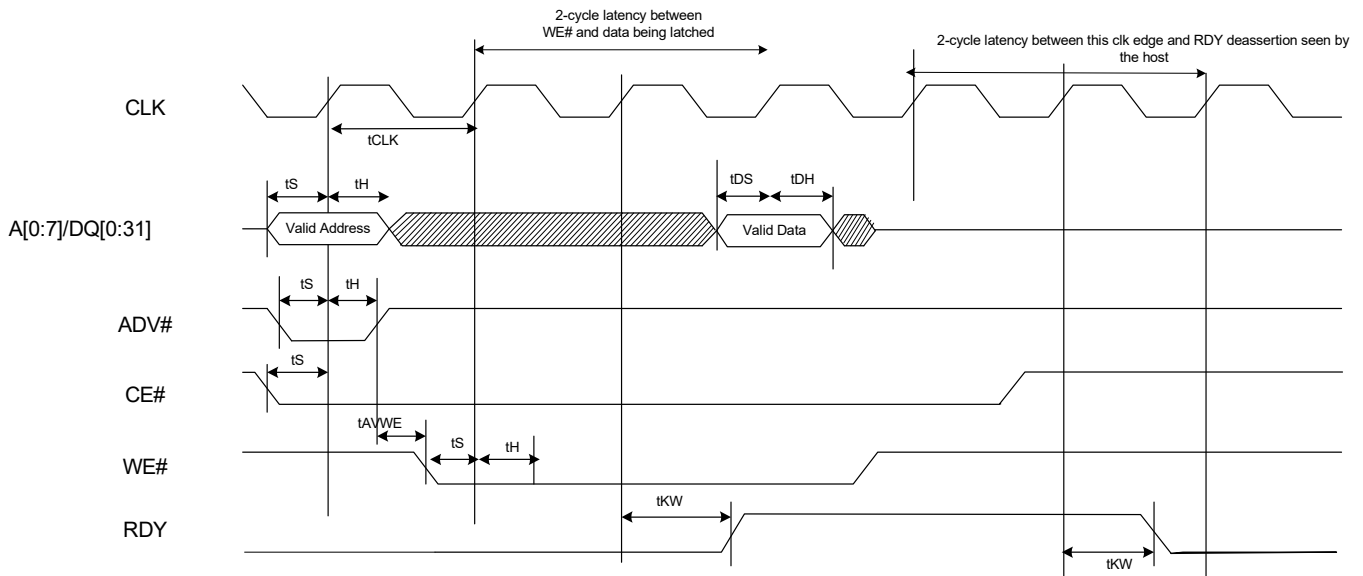 2-cycle latency between
WE# and data being latched
2-cycle latency between this clk edge and RDY deassertion seen by
the host
CLK
tCLK
tS
tH
tDS
tDH
A[0:7]/DQ[0:31]
Valid Address
Valid Data
tS
tH
ADV#
tS
CE#
tAVWE
tS
tH
WE#
tKW
RDY
tKW